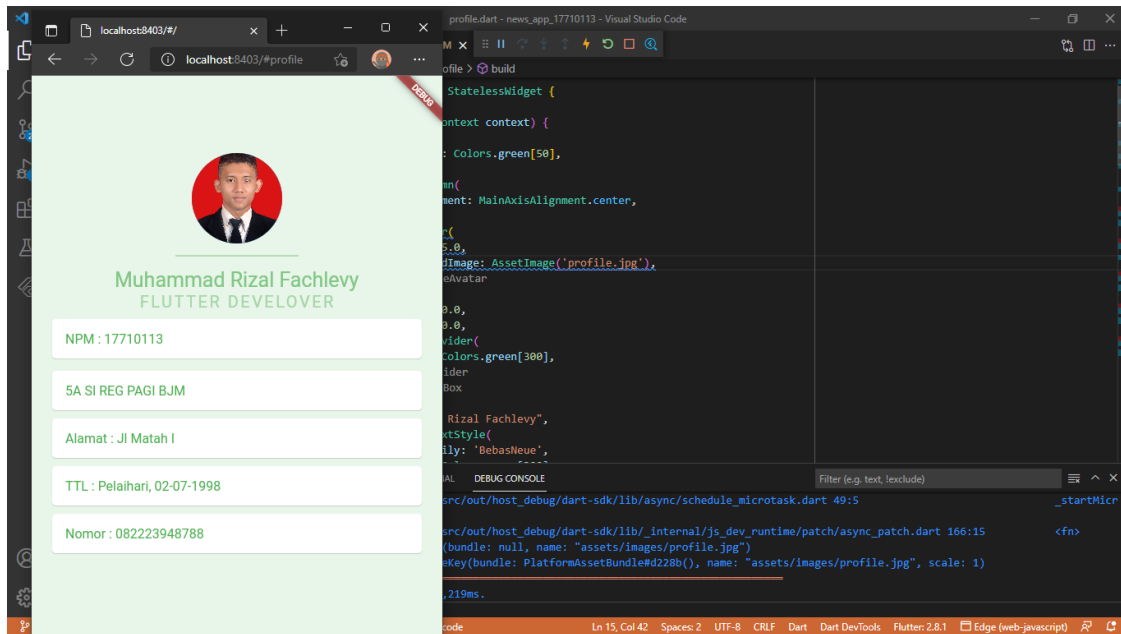 profile.dart - news_app_17710113 - Visual Studio Code
localhost:8403/#/
localhost:8403/#profile
DEBUG
Muhammad Rizal Fachlevy
FLUTTER DEVELOVER
NPM : 17710113
5A SI REG PAGI BJM
Alamat : Jl Matah I
TTL : Pelaihari, 02-07-1998
Nomor : 082223948788
M
ofile > build
StatelessWidget {
ontext context) {
: Colors.green[50],
mn(
ment: MainAxisAlignment.center,
r(
5.0,
dImage: AssetImage('profile.jpg'),
eAvatar
0.0,
0.0,
vider(
Colors.green[300],
ider
Box
Rizal Fachlevy",
xtStyle(
ily: 'BebasNeue',
AL DEBUG CONSOLE Filter (e.g. text, !exclude)
src/out/host_debug/dart-sdk/lib/async/schedule_microtask.dart 49:5 _startMicr
src/out/host_debug/dart-sdk/lib/_internal/js_dev_runtime/patch/async_patch.dart 166:15 <fn>
(bundle: null, name: "assets/images/profile.jpg")
eKey(bundle: PlatformAssetBundle#d228b(), name: "assets/images/profile.jpg", scale: 1)
,219ms.
code Ln 15, Col 42 Spaces: 2 UTF-8 CRLF Dart Dart DevTools Flutter: 2.8.1 Edge (web-javascript)